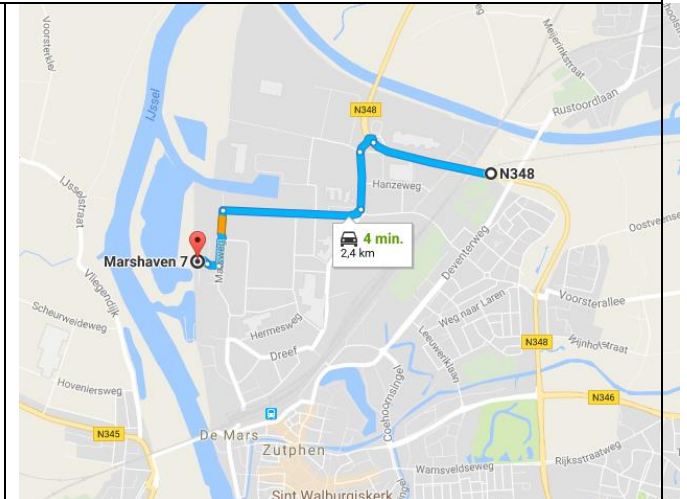 Voorsterklei
Meijerinkstraat
IJssel
Rustoordlaan
N348
N348
Hanzeweg
IJsselstraat
4 min.
2,4 km
Oostveense
Marshaven 7
Marsweg
Deventerweg
Vliegendijk
Voorsterallee
Scheurweideweg
Hermesweg
Weg naar Laren
N348
Wijnhofstraat
Dreef
Leeuweriklaan
Hoveniersweg
Coehoornsingel
N346
N345
De Mars
Zutphen
Rijksstraatweg
Warnsveldseweg
Sint Walburgiskerk